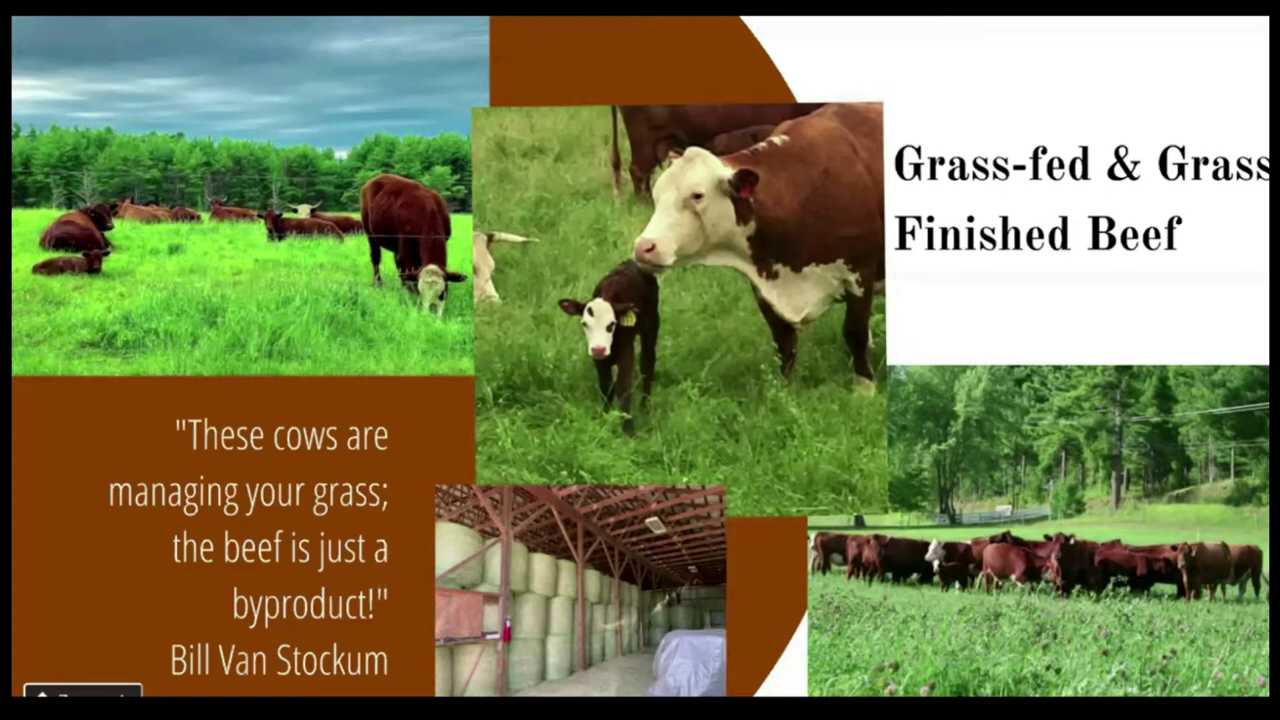 Grass-fed & Grass
Finished Beef
"These cows are
managing your grass;
the beef is just a
byproduct!"
Bill Van Stockum